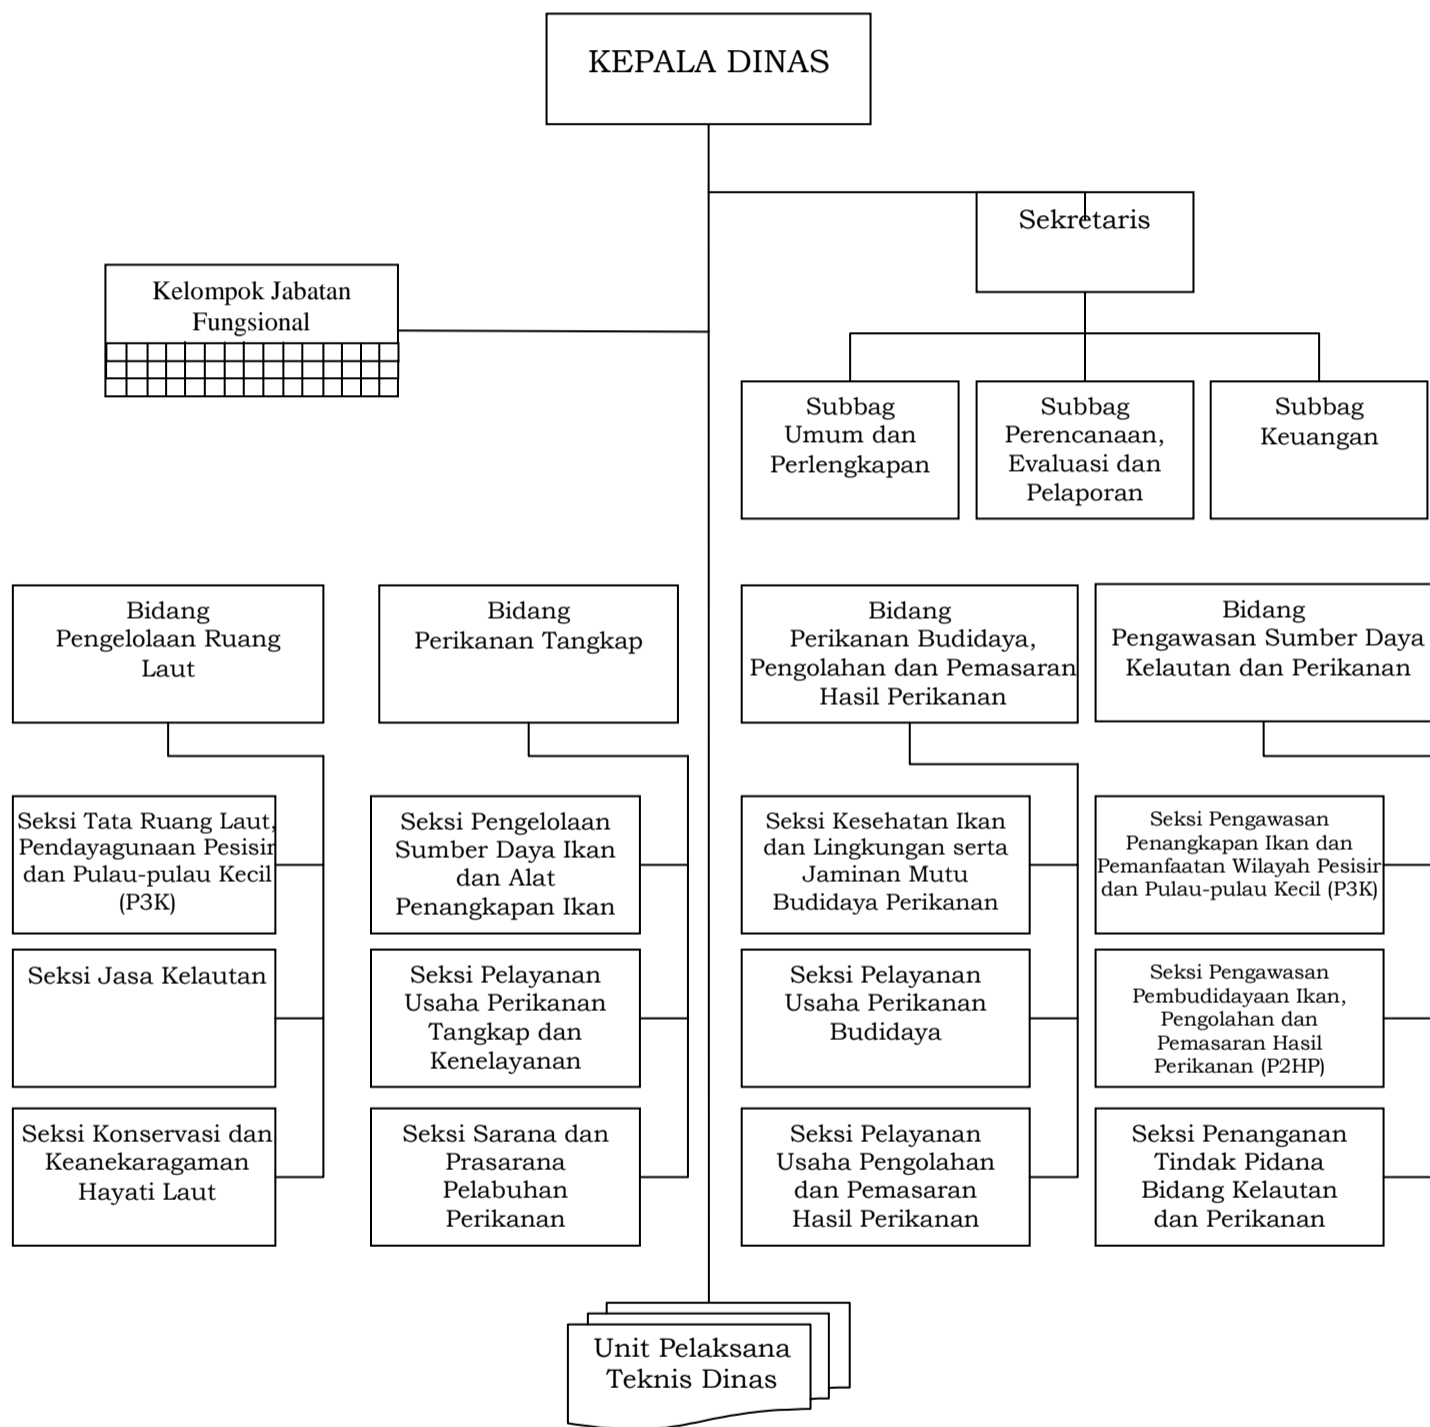 KEPALA DINAS
Sekretaris
Kelompok Jabatan
Fungsional
Subbag
Umum dan
Perlengkapan
Subbag
Perencanaan,
Evaluasi dan
Pelaporan
Subbag
Keuangan
Bidang
Pengelolaan Ruang
Laut
Bidang
Perikanan Tangkap
Bidang
Perikanan Budidaya,
Pengolahan dan Pemasaran
Hasil Perikanan
Bidang
Pengawasan Sumber Daya
Kelautan dan Perikanan
Seksi Tata Ruang Laut,
Pendayagunaan Pesisir
dan Pulau-pulau Kecil
(P3K)
Seksi Pengelolaan
Sumber Daya Ikan
dan Alat
Penangkapan Ikan
Seksi Kesehatan Ikan
dan Lingkungan serta
Jaminan Mutu
Budidaya Perikanan
Seksi Pengawasan
Penangkapan Ikan dan
Pemanfaatan Wilayah Pesisir
dan Pulau-pulau Kecil (P3K)
Seksi Jasa Kelautan
Seksi Pelayanan
Usaha Perikanan
Tangkap dan
Kenelayanan
Seksi Pelayanan
Usaha Perikanan
Budidaya
Seksi Pengawasan
Pembudidayaan Ikan,
Pengolahan dan
Pemasaran Hasil
Perikanan (P2HP)
Seksi Konservasi dan
Keanekaragaman
Hayati Laut
Seksi Sarana dan
Prasarana
Pelabuhan
Perikanan
Seksi Pelayanan
Usaha Pengolahan
dan Pemasaran
Hasil Perikanan
Seksi Penanganan
Tindak Pidana
Bidang Kelautan
dan Perikanan
Unit Pelaksana
Teknis Dinas